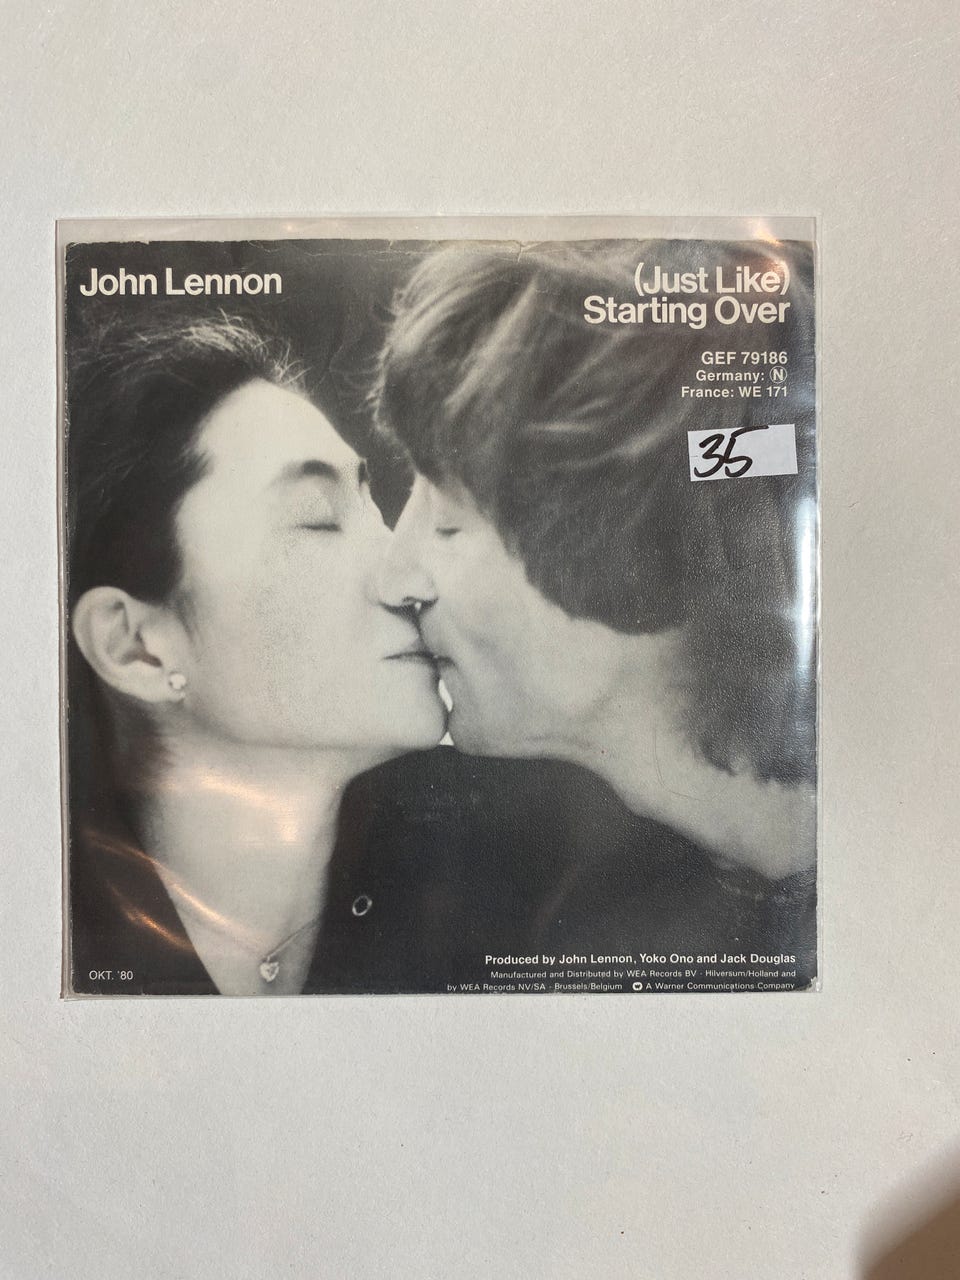 John Lennon
(Just Like)
Starting Over
GEF 79186
Germany: Ⓝ
France: WE 171
35
OKT. '80
Produced by John Lennon, Yoko Ono and Jack Douglas
Manufactured and Distributed by WEA Records BV · Hilversum/Holland and
by WEA Records NV/SA - Brussels/Belgium A Warner Communications Company